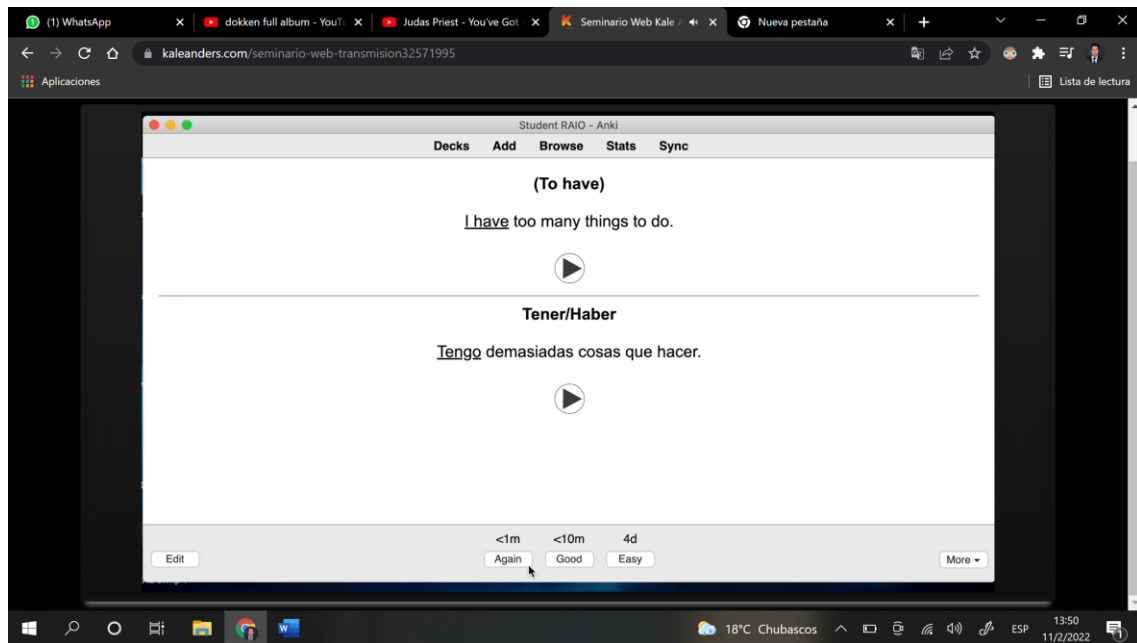 (1) WhatsApp
dokken full album - YouTu
Judas Priest - You've Got
Seminario Web Kale /
Nueva pestaña
kaleanders.com/seminario-web-transmision32571995
Aplicaciones
Lista de lectura
Student RAIO - Anki
Decks Add Browse Stats Sync
(To have)
I have too many things to do.
Tener/Haber
Tengo demasiadas cosas que hacer.
<1m <10m 4d
Edit Again Good Easy More
18°C Chubascos
ESP
13:50
11/2/2022